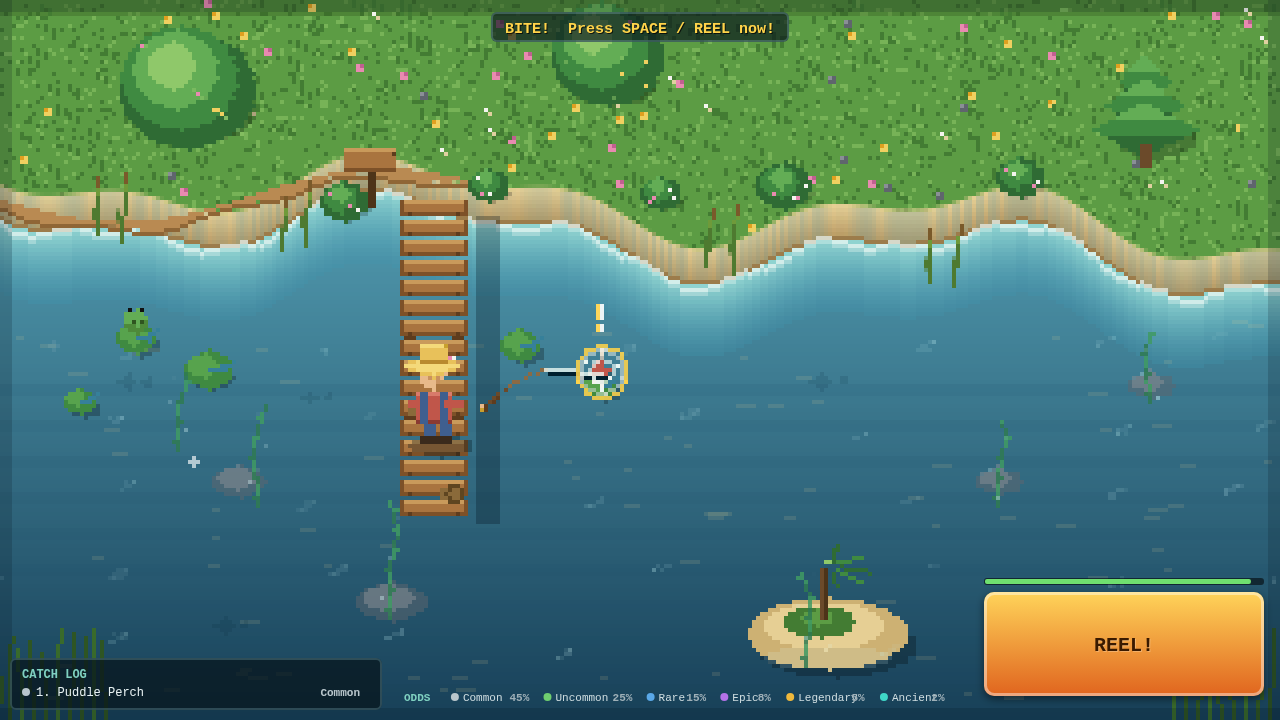 BITE! Press SPACE / REEL now!
REEL!
CATCH LOG
1. Puddle Perch Common
ODDS Common 45% Uncommon 25% Rare 15% Epic 8% Legendary Ancient